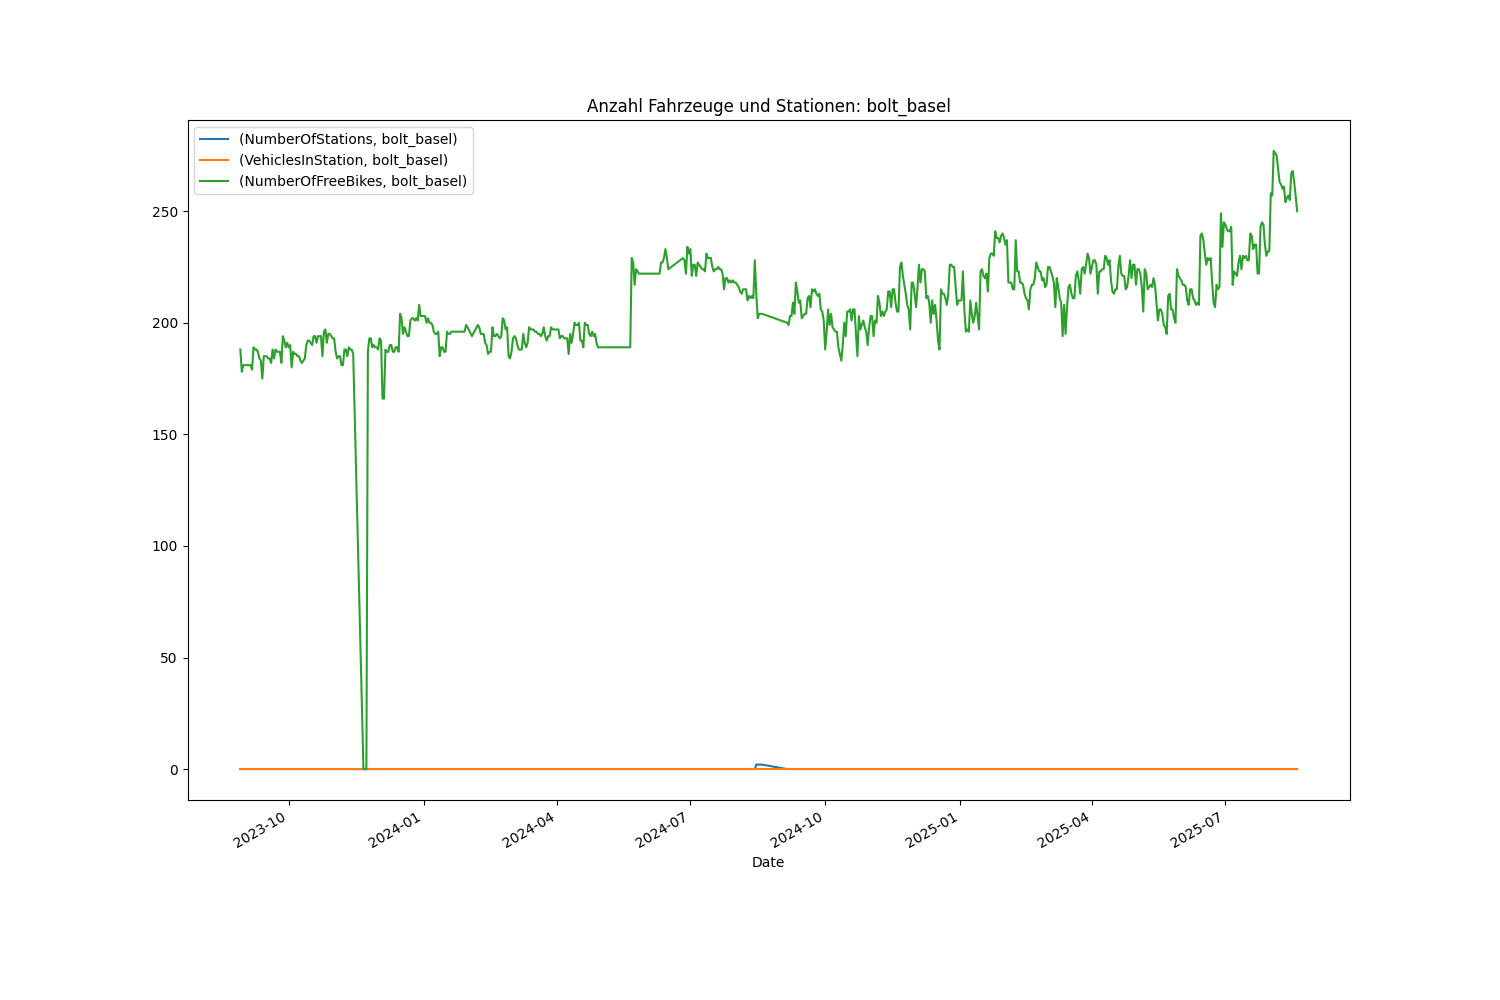 Anzahl Fahrzeuge und Stationen: bolt_basel
(NumberOfStations, bolt_basel)
(VehiclesInStation, bolt_basel)
(NumberOfFreeBikes, bolt_basel)
250
200
150
100
50
0
2023-10
2024-01
2024-04
2024-07
2024-10
2025-01
2025-04
2025-07
Date